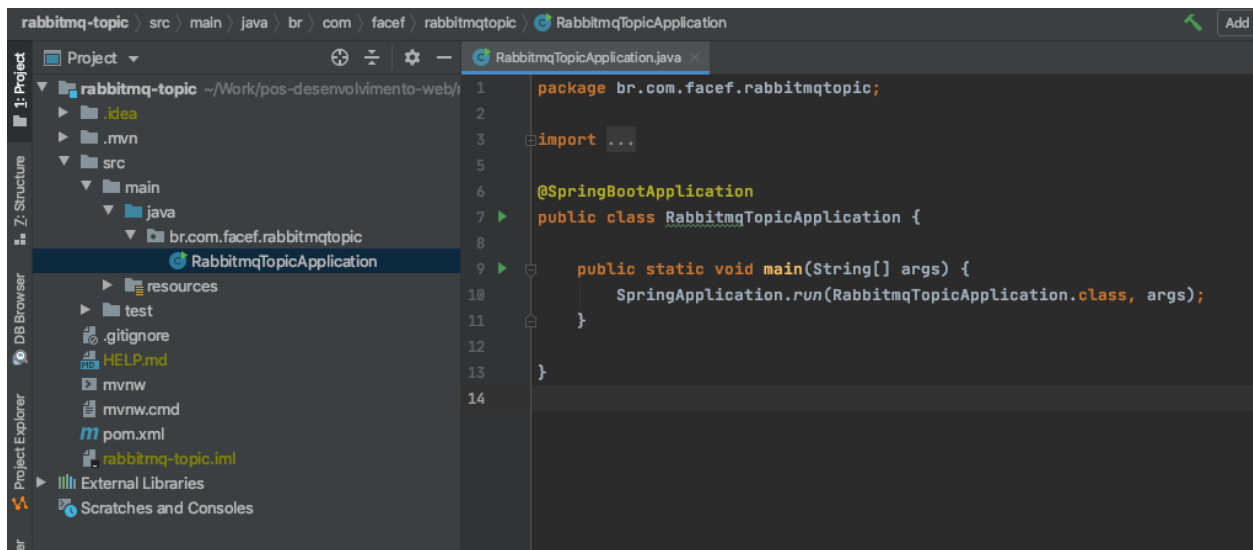 rabbitmq-topic src main java br com facef rabbitmqtopic RabbitmqTopicApplication Add
1: Project
Z: Structure
DB Browser
Project Explorer
Project
rabbitmq-topic ~/Work/pos-desenvolvimento-web/
.idea
.mvn
src
main
java
br.com.facef.rabbitmqtopic
RabbitmqTopicApplication
resources
test
.gitignore
HELP.md
mvnw
mvnw.cmd
pom.xml
rabbitmq-topic.iml
External Libraries
Scratches and Consoles
RabbitmqTopicApplication.java
1 package br.com.facef.rabbitmqtopic;
2
3 import ...
5
6 @SpringBootApplication
7 public class RabbitmqTopicApplication {
8
9 public static void main(String[] args) {
10 SpringApplication.run(RabbitmqTopicApplication.class, args);
11 }
12
13 }
14